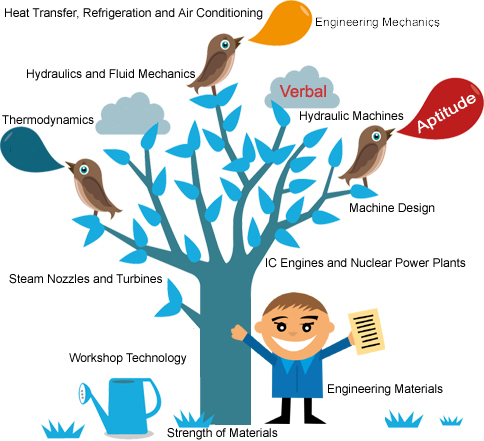 Heat Transfer, Refrigeration and Air Conditioning
Engineering Mechanics
Hydraulics and Fluid Mechanics
Verbal
Aptitude
Hydraulic Machines
Thermodynamics
Machine Design
IC Engines and Nuclear Power Plants
Steam Nozzles and Turbines
Workshop Technology
Engineering Materials
Strength of Materials